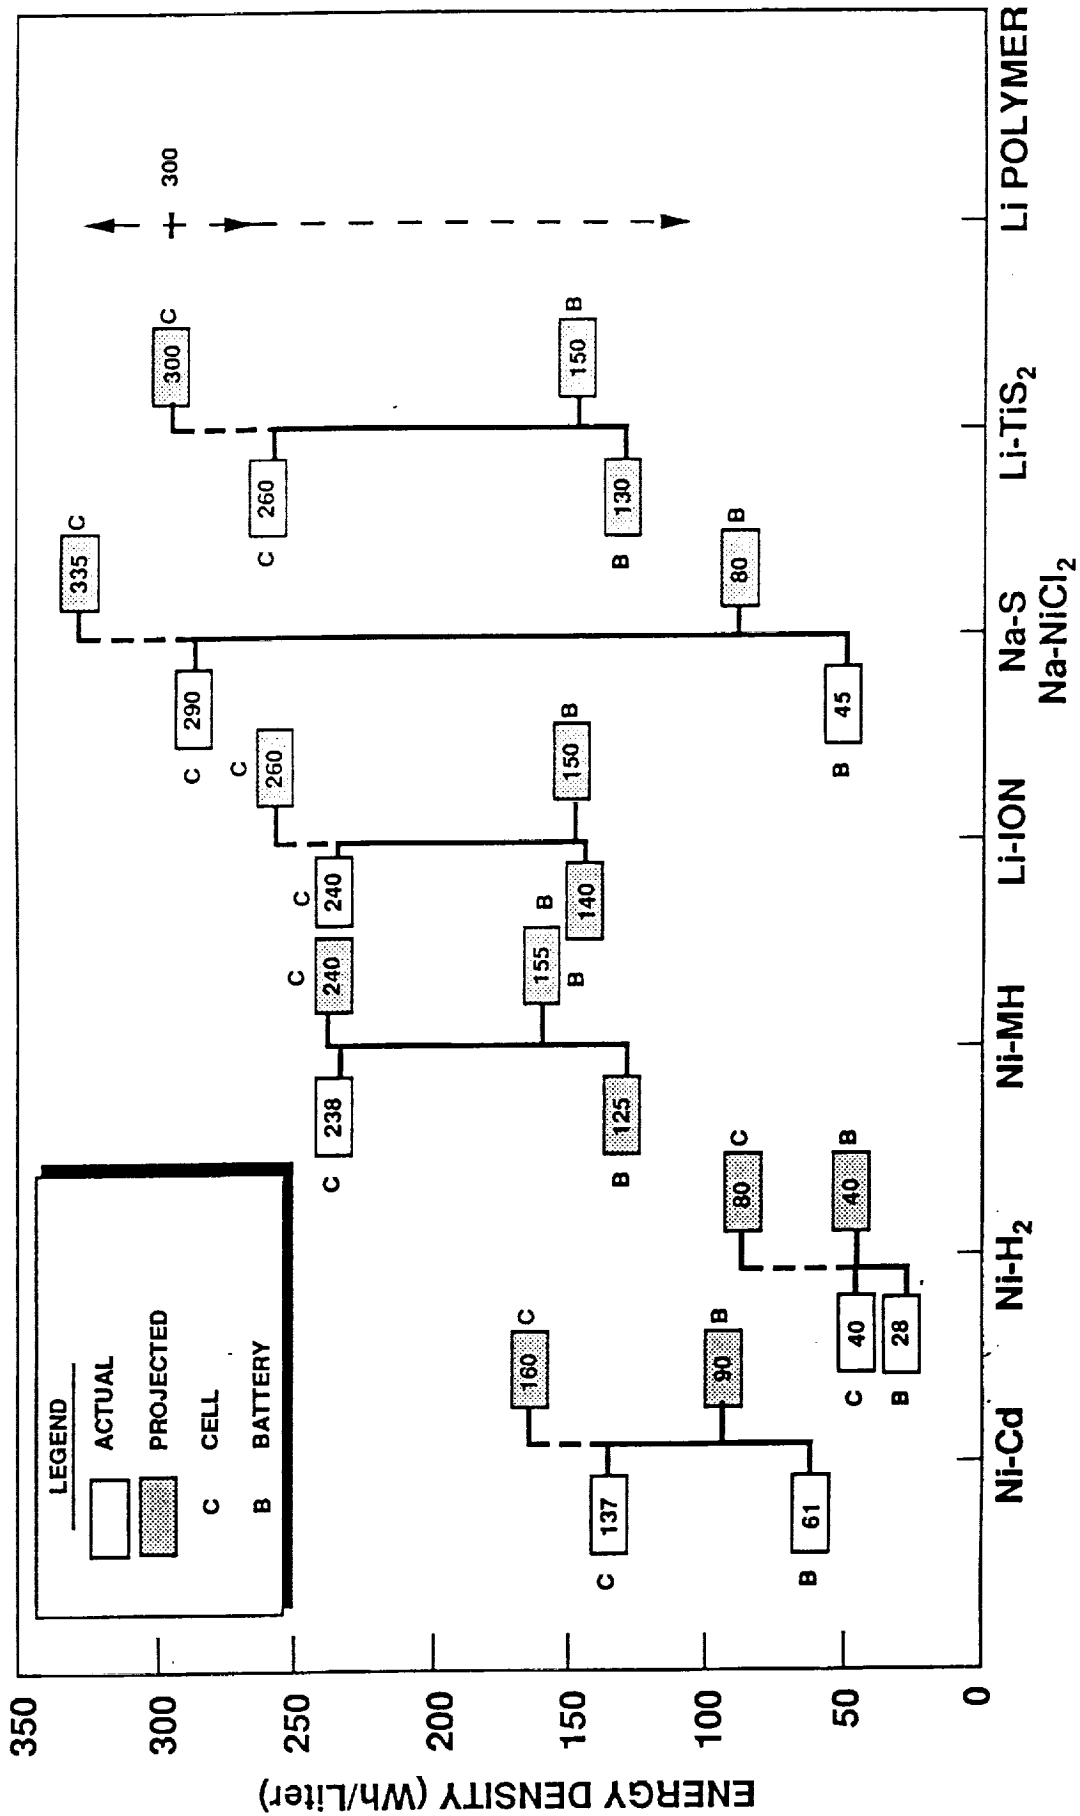 ENERGY DENSITY (Wh/Liter)
350
300
250
200
150
100
50
0
LEGEND
ACTUAL
PROJECTED
C CELL
B BATTERY
C 137
B 61
160 C
90 B
C 40
B 28
80 C
40 B
C 238
B 125
240 C
155 B
C 240
B 140
260 C
150 B
C 290
B 45
335 C
80 B
C 260
B 130
300 C
150 B
300
Ni-Cd
Ni-H2
Ni-MH
Li-ION
Na-S
Na-NiCl2
Li-TiS2
Li POLYMER